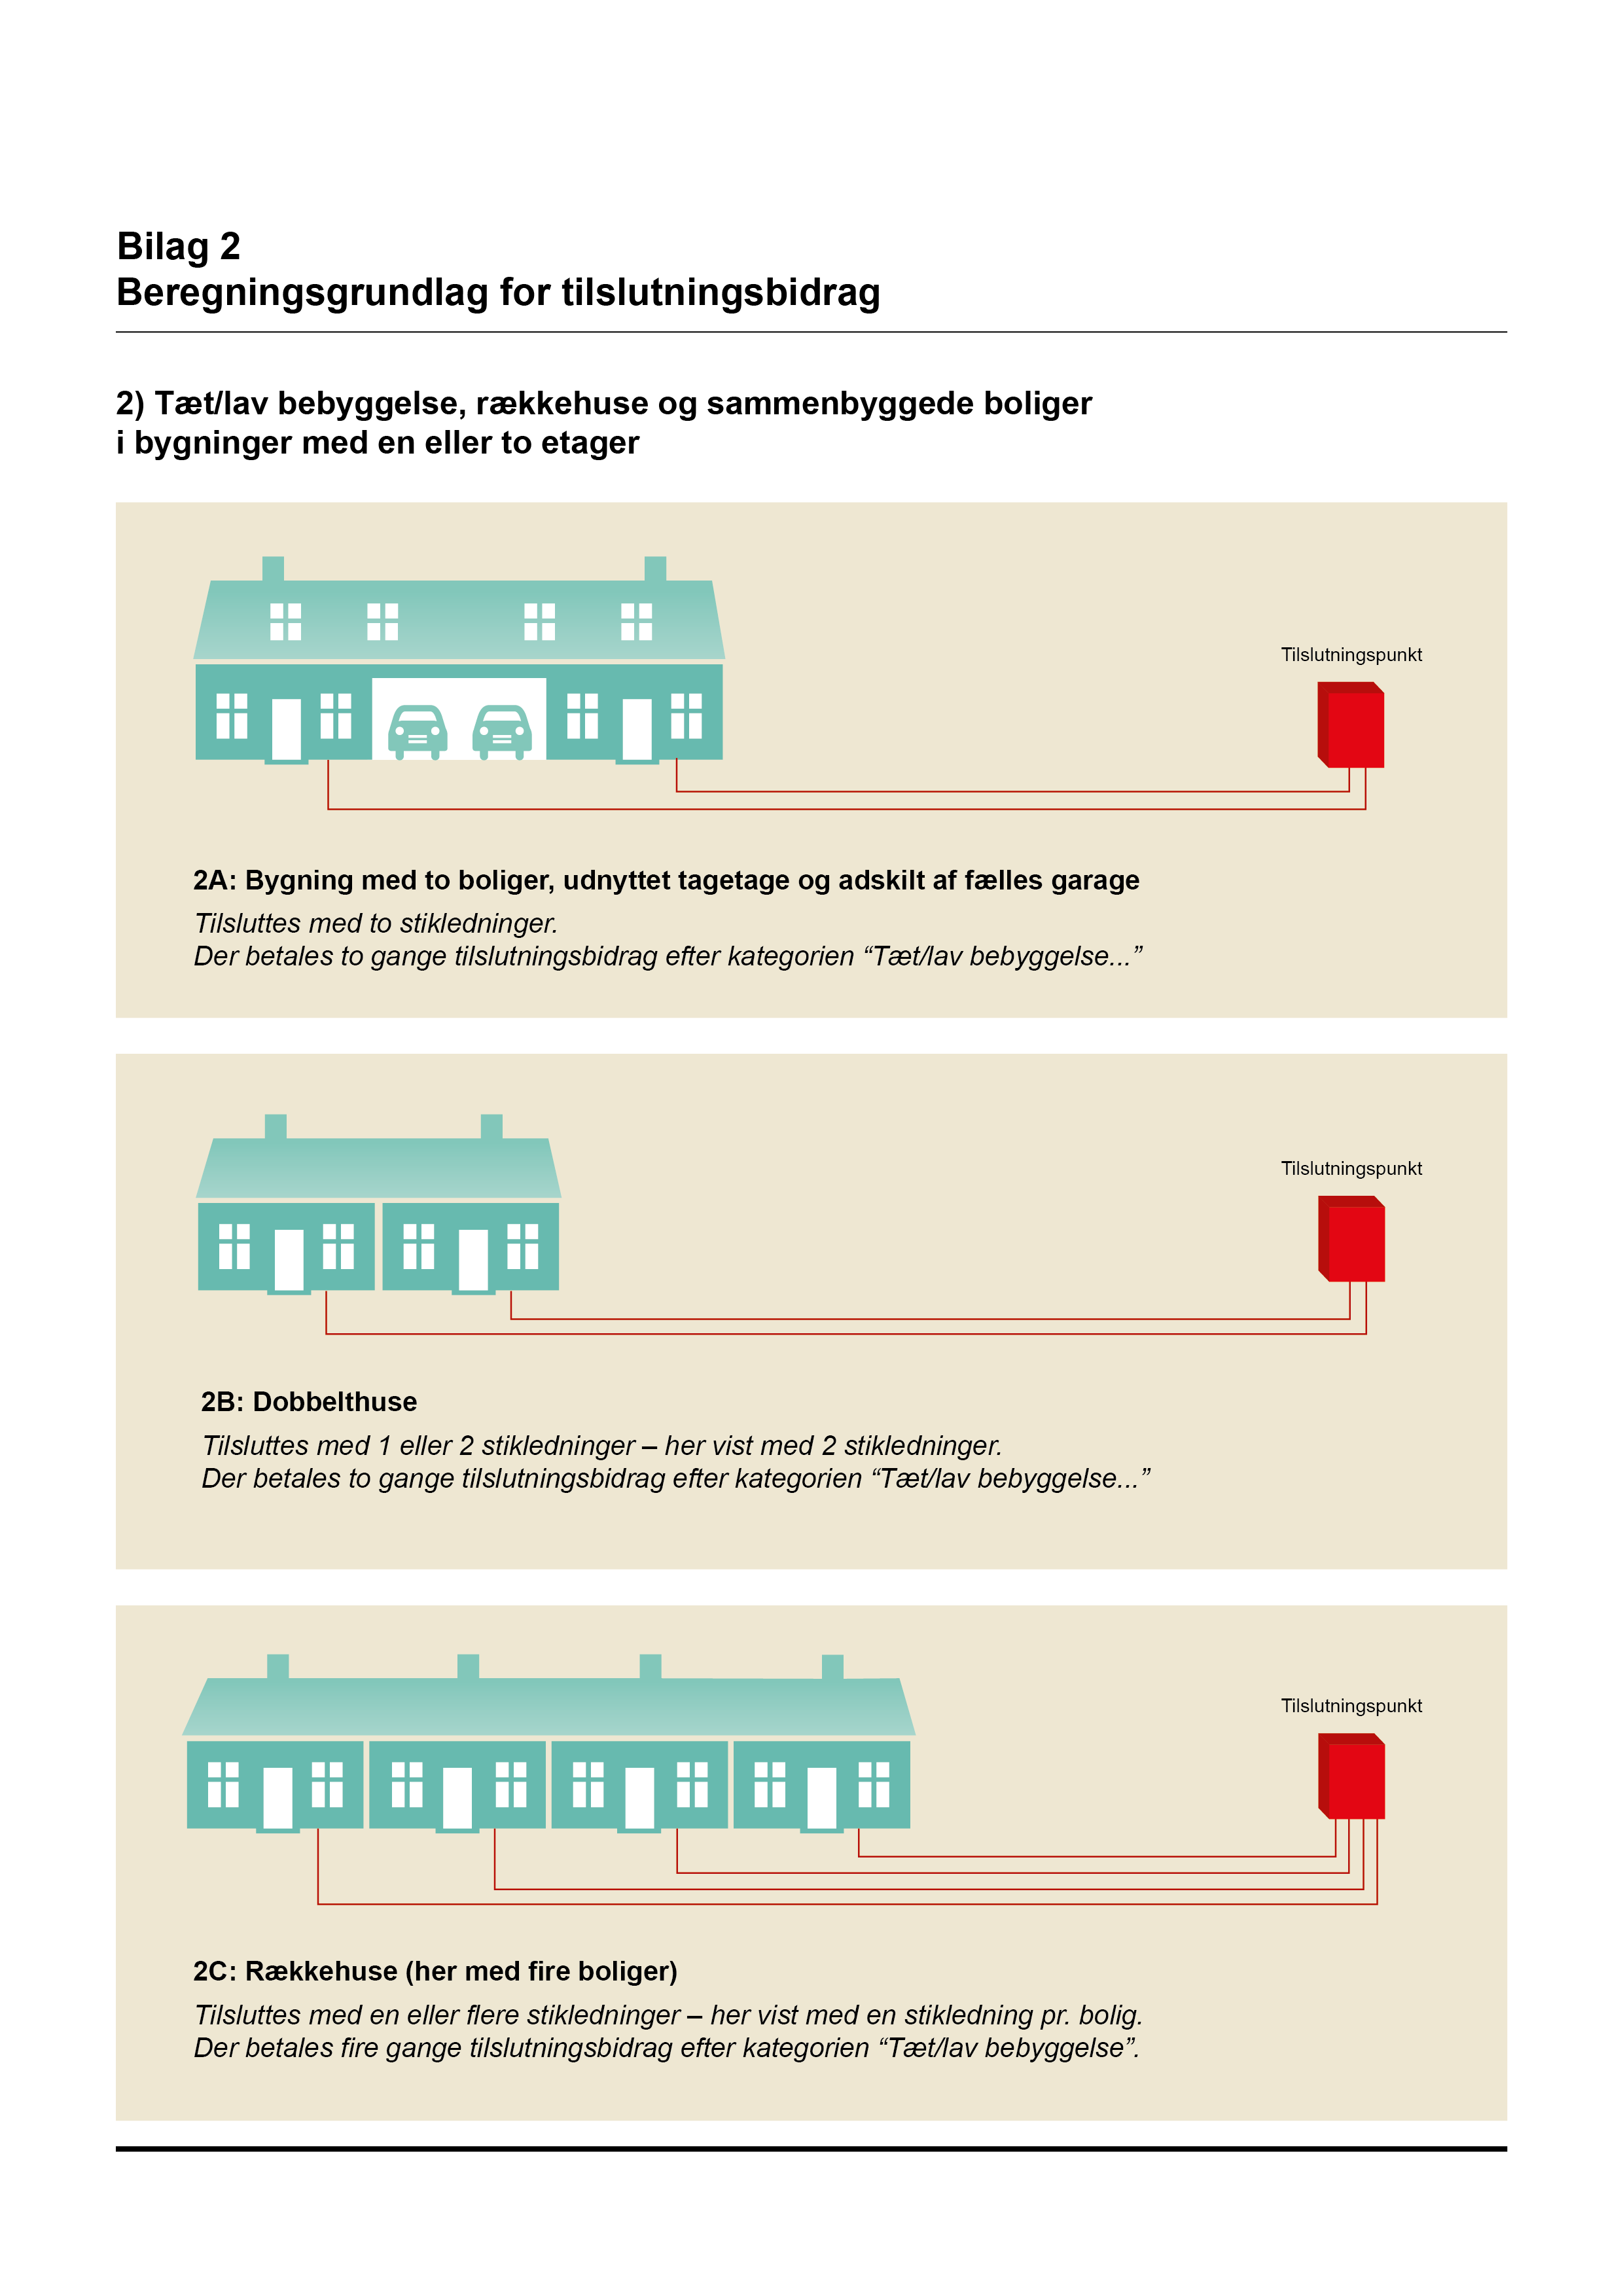 Bilag 2
Beregningsgrundlag for tilslutningsbidrag
2) Tæt/lav bebyggelse, rækkehuse og sammenbyggede boliger
i bygninger med en eller to etager
Tilslutningspunkt
2A: Bygning med to boliger, udnyttet tagetage og adskilt af fælles garage
Tilsluttes med to stikledninger.
Der betales to gange tilslutningsbidrag efter kategorien “Tæt/lav bebyggelse...”
Tilslutningspunkt
2B: Dobbelthuse
Tilsluttes med 1 eller 2 stikledninger – her vist med 2 stikledninger.
Der betales to gange tilslutningsbidrag efter kategorien “Tæt/lav bebyggelse...”
Tilslutningspunkt
2C: Rækkehuse (her med fire boliger)
Tilsluttes med en eller flere stikledninger – her vist med en stikledning pr. bolig.
Der betales fire gange tilslutningsbidrag efter kategorien “Tæt/lav bebyggelse”.